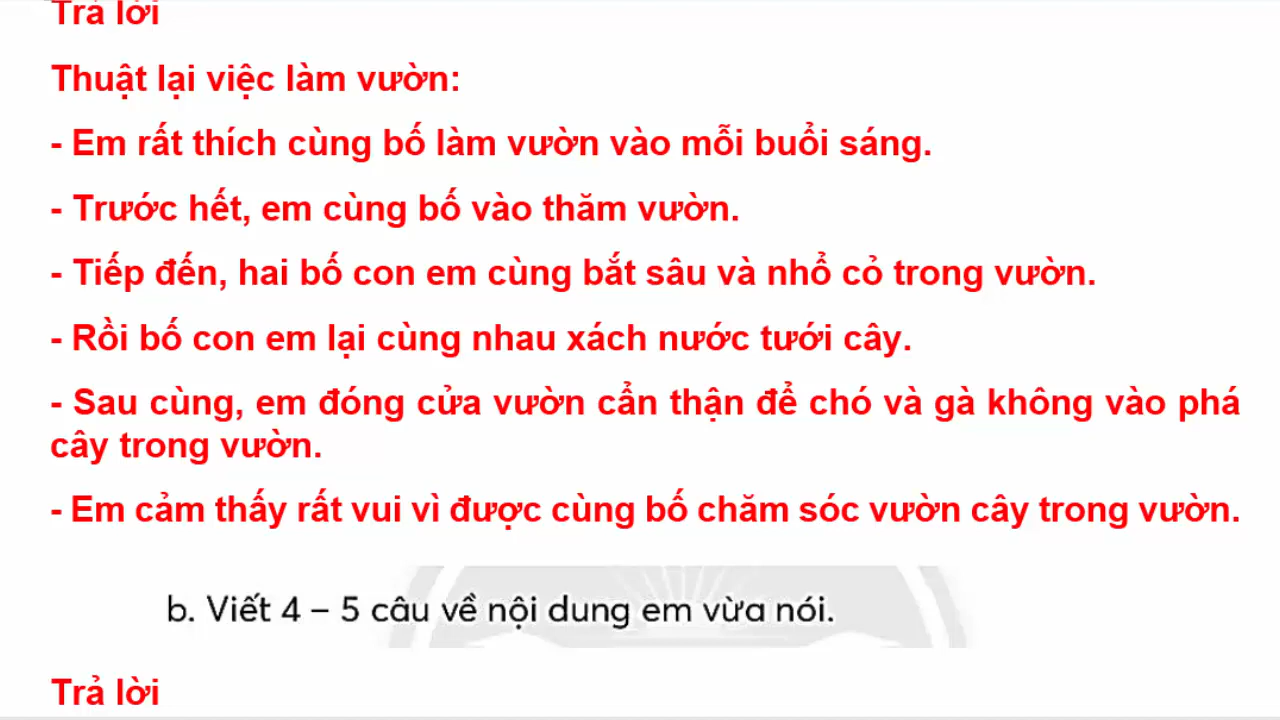 Trả lời
Thuật lại việc làm vườn:
- Em rất thích cùng bố làm vườn vào mỗi buổi sáng.
- Trước hết, em cùng bố vào thăm vườn.
- Tiếp đến, hai bố con em cùng bắt sâu và nhổ cỏ trong vườn.
- Rồi bố con em lại cùng nhau xách nước tưới cây.
- Sau cùng, em đóng cửa vườn cẩn thận để chó và gà không vào phá
cây trong vườn.
- Em cảm thấy rất vui vì được cùng bố chăm sóc vườn cây trong vườn.
b. Viết 4 – 5 câu về nội dung em vừa nói.
Trả lời